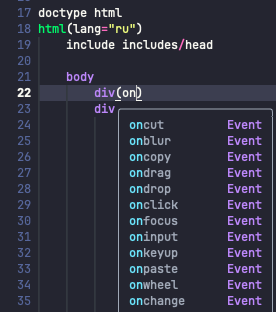 17 doctype html
18 html(lang="ru")
19 include includes/head
20
21 body
22 div(on)
23 div
24 oncut Event
25 onblur Event
26 oncopy Event
27 ondrag Event
28 ondrop Event
29 onclick Event
30 onfocus Event
31 oninput Event
32 onkeyup Event
33 onpaste Event
34 onwheel Event
35 onchange Event